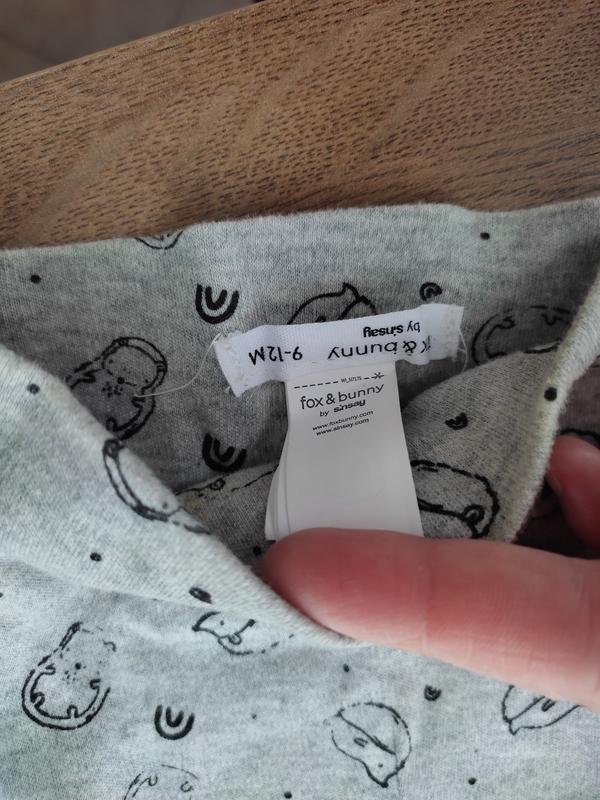 & bunny 9-12M
by sinsay
fox & bunny
by sinsay
www.foxbunny.com
www.sinsay.com